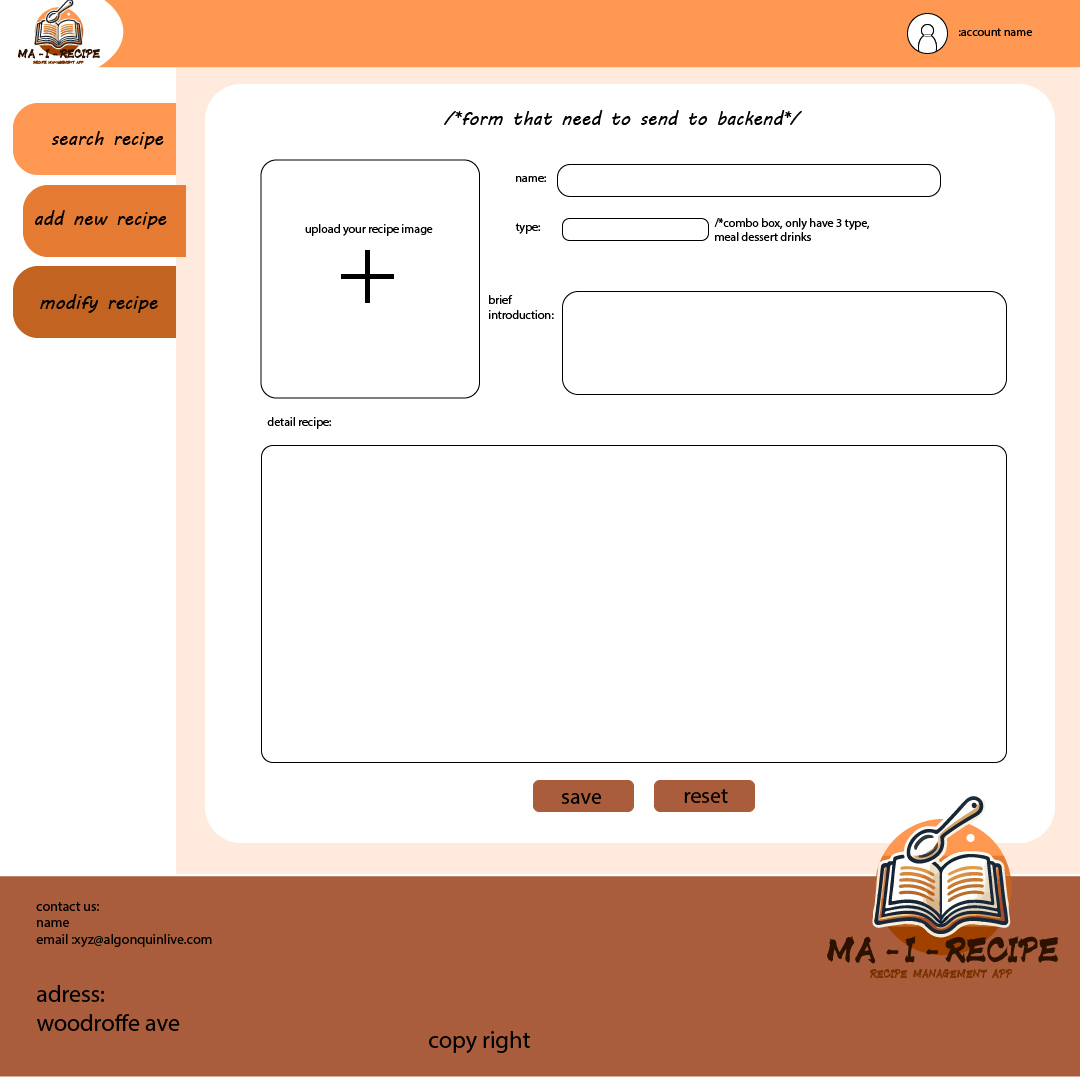 MA - I - RECIPE
RECIPE MANAGEMENT APP
:account name
search recipe
add new recipe
modify recipe
/*form that need to send to backend*/
upload your recipe image
name:
type:
/*combo box, only have 3 type,
meal dessert drinks
brief
introduction:
detail recipe:
save
reset
contact us:
name
email :xyz@algonquinlive.com
adress:
woodroffe ave
copy right
MA - I - RECIPE
RECIPE MANAGEMENT APP